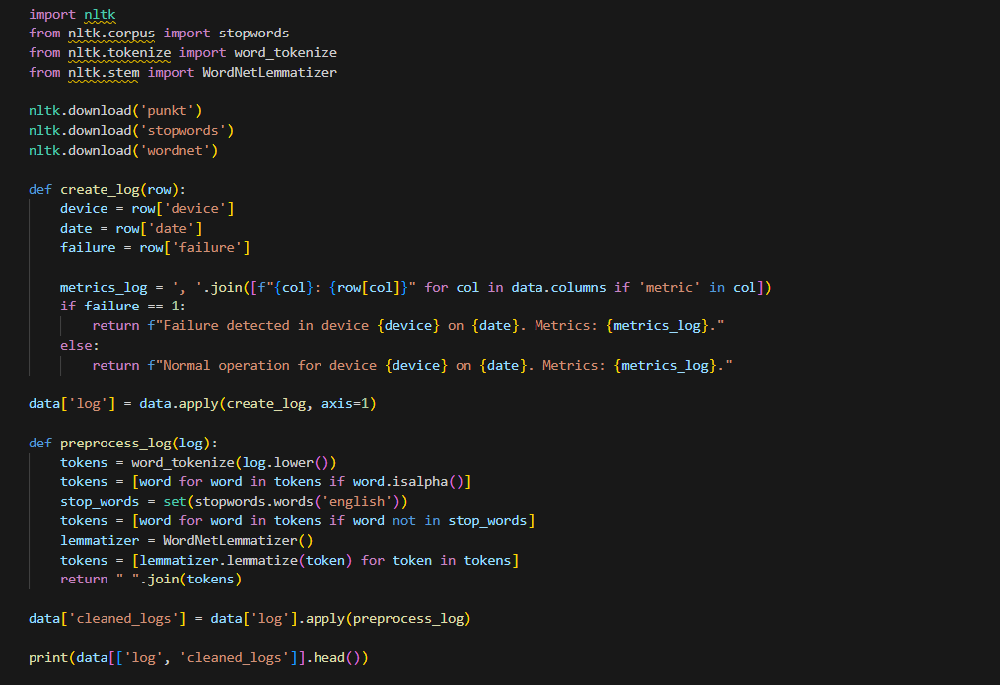 import nltk
from nltk.corpus import stopwords
from nltk.tokenize import word_tokenize
from nltk.stem import WordNetLemmatizer

nltk.download('punkt')
nltk.download('stopwords')
nltk.download('wordnet')

def create_log(row):
    device = row['device']
    date = row['date']
    failure = row['failure']

    metrics_log = ', '.join([f"{col}: {row[col]}" for col in data.columns if 'metric' in col])
    if failure == 1:
        return f"Failure detected in device {device} on {date}. Metrics: {metrics_log}."
    else:
        return f"Normal operation for device {device} on {date}. Metrics: {metrics_log}."

data['log'] = data.apply(create_log, axis=1)

def preprocess_log(log):
    tokens = word_tokenize(log.lower())
    tokens = [word for word in tokens if word.isalpha()]
    stop_words = set(stopwords.words('english'))
    tokens = [word for word in tokens if word not in stop_words]
    lemmatizer = WordNetLemmatizer()
    tokens = [lemmatizer.lemmatize(token) for token in tokens]
    return " ".join(tokens)

data['cleaned_logs'] = data['log'].apply(preprocess_log)

print(data[['log', 'cleaned_logs']].head())